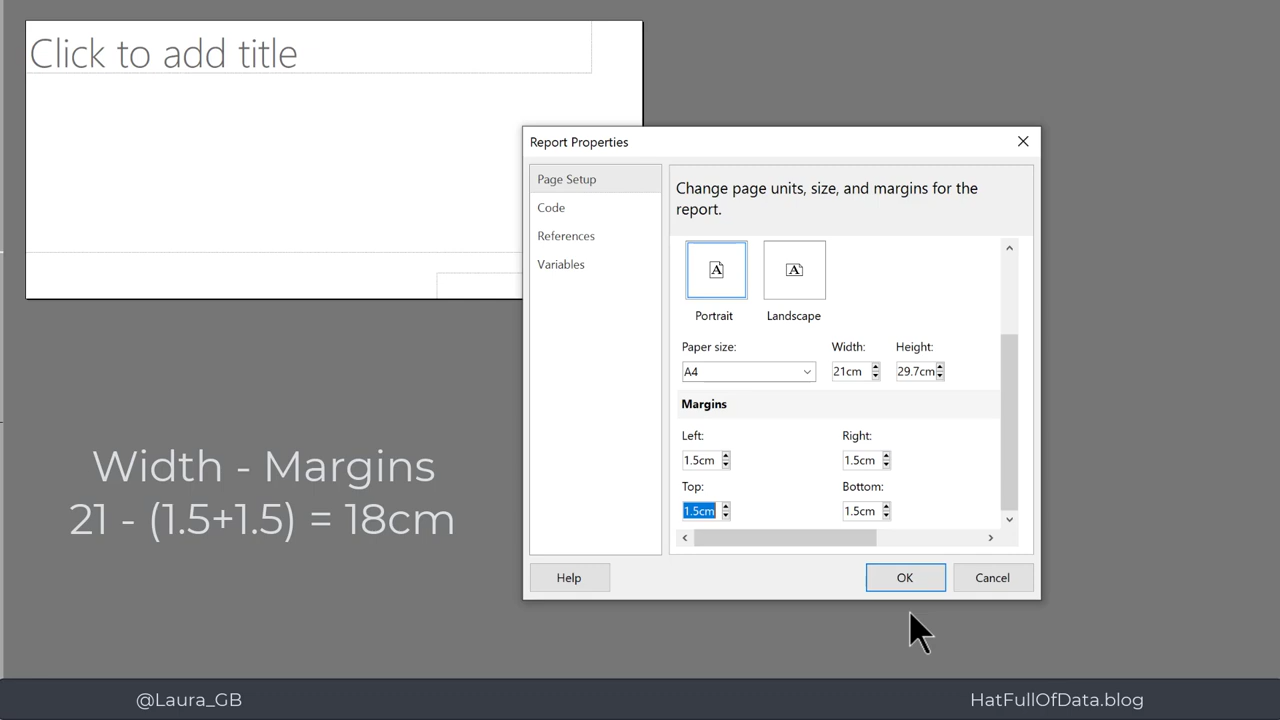 Click to add title
Report Properties
Page Setup
Code
References
Variables
Change page units, size, and margins for the
report.
A
A
Portrait
Landscape
Paper size:
Width:
Height:
A4
21cm
29.7cm
Margins
Left:
Right:
1.5cm
1.5cm
Top:
Bottom:
1.5cm
1.5cm
Help
OK
Cancel
Width - Margins
21 - (1.5+1.5) = 18cm
@Laura_GB
HatFullOfData.blog